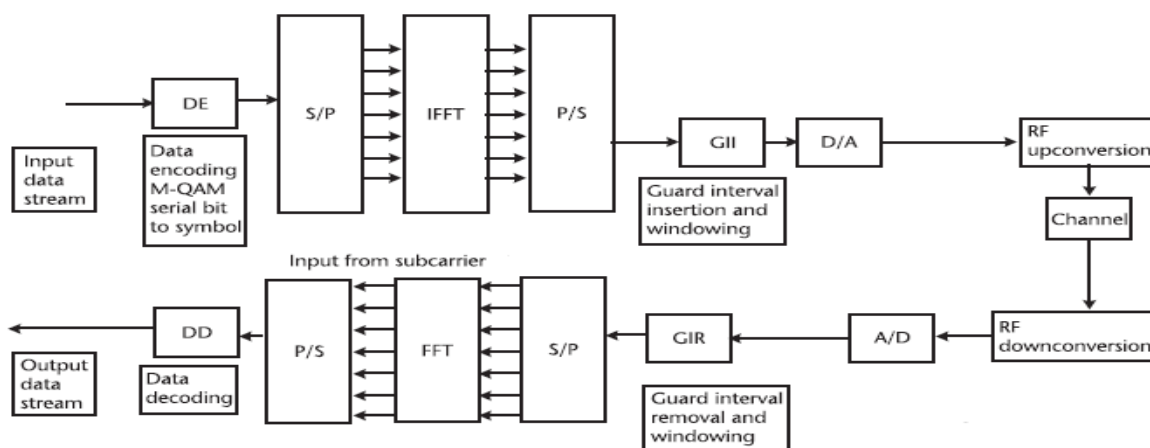 DE
S/P
IFFT
P/S
GII
D/A
RF
upconversion
Input
data
stream
Data
encoding
M-QAM
serial bit
to symbol
Guard interval
insertion and
windowing
Channel
Input from subcarrier
DD
P/S
FFT
S/P
GIR
A/D
RF
downconversion
Output
data
stream
Data
decoding
Guard interval
removal and
windowing